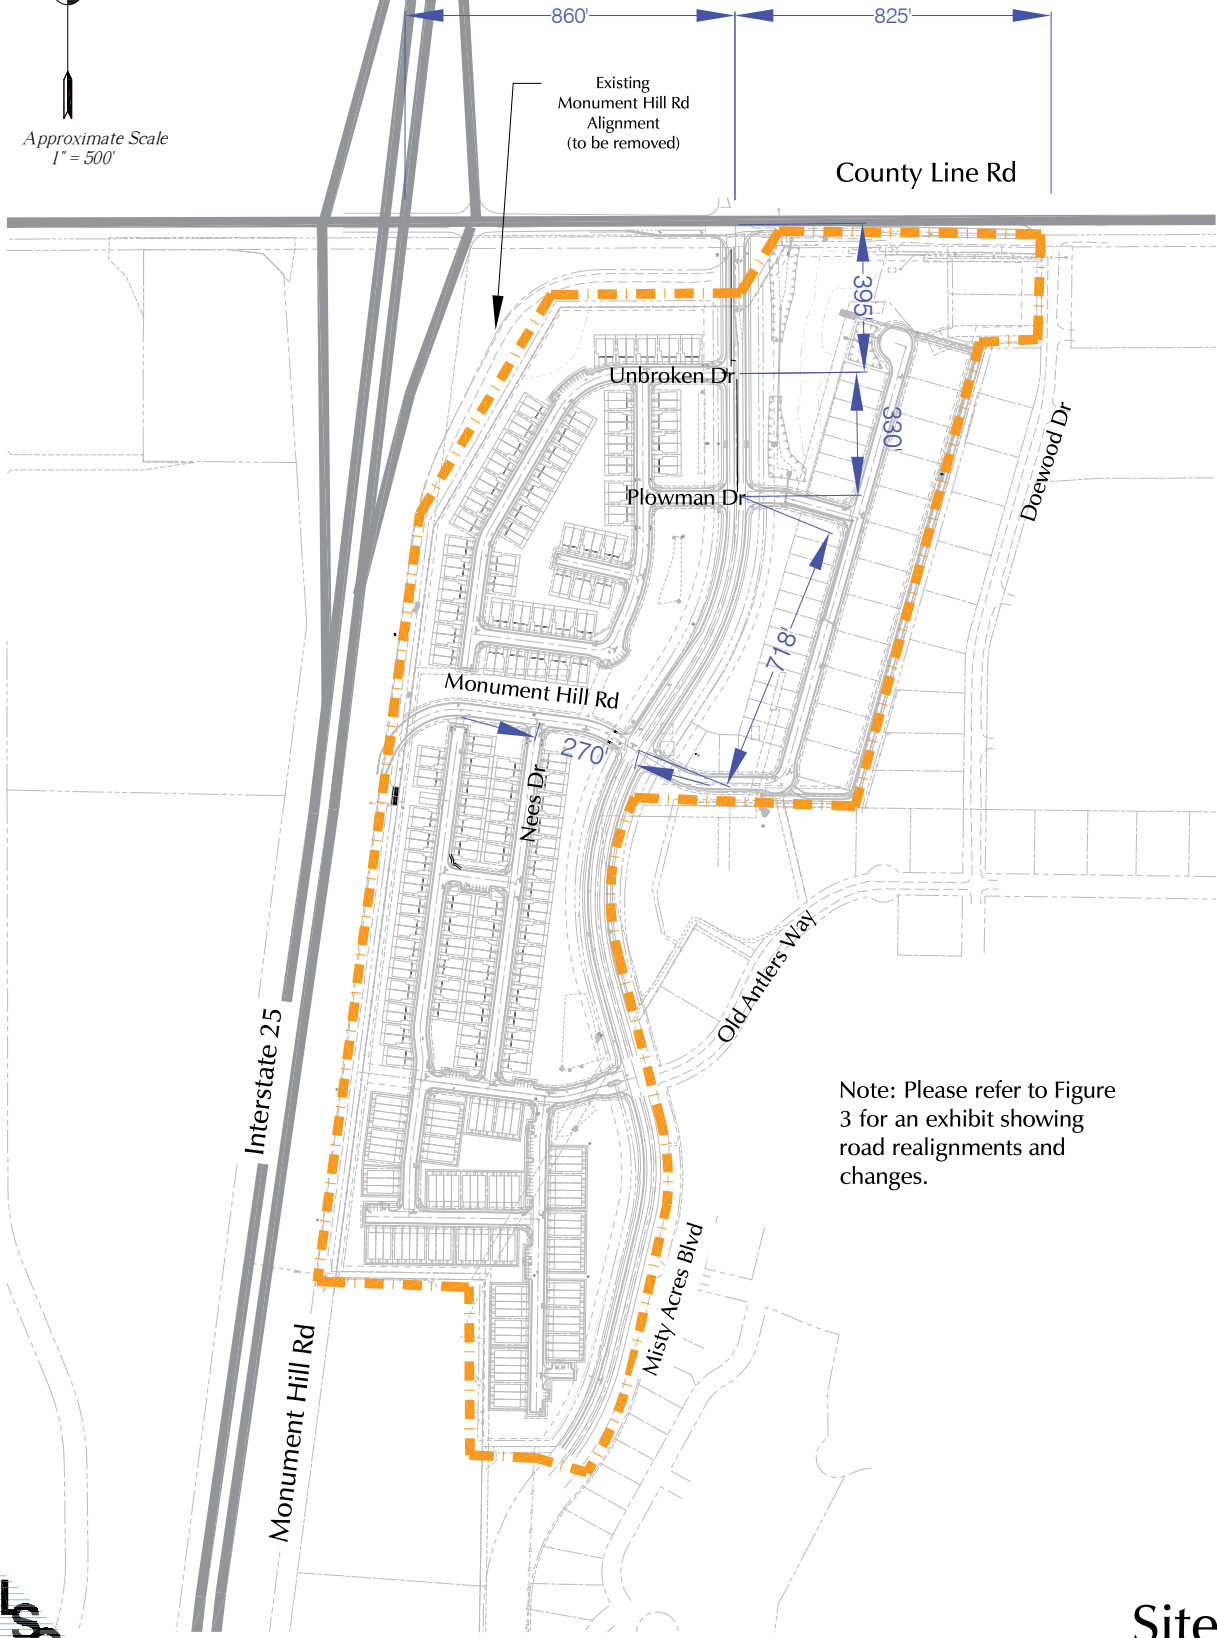 860'
825'
Existing
Monument Hill Rd
Alignment
(to be removed)
Approximate Scale
1" = 500'
County Line Rd
395'
Unbroken Dr
330'
Doewood Dr
Plowman Dr
718'
Monument Hill Rd
270'
Nees Dr
Old Antlers Way
Interstate 25
Note: Please refer to Figure
3 for an exhibit showing
road realignments and
changes.
Misty Acres Blvd
Monument Hill Rd
LSC
Site